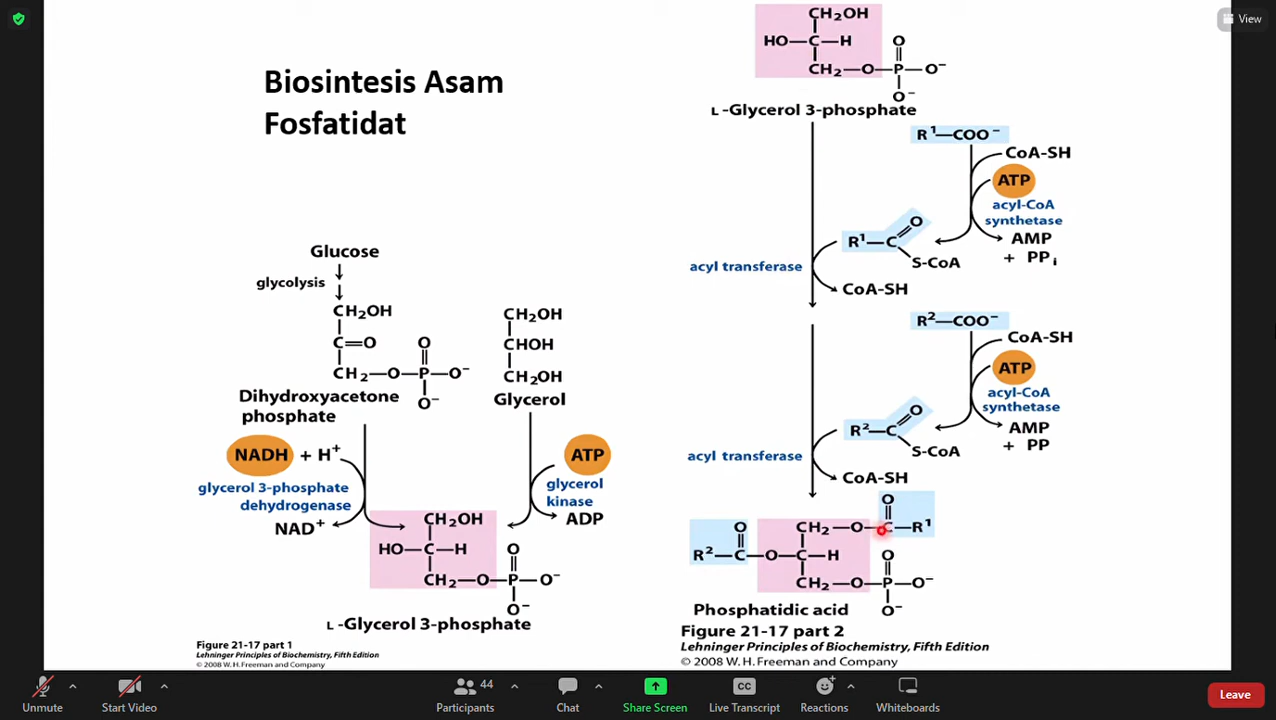 View
Biosintesis Asam
Fosfatidat
Glucose
glycolysis
CH₂OH
C=O
CH₂—O—P—O⁻
O
O⁻
Dihydroxyacetone
phosphate
CH₂OH
CHOH
CH₂OH
Glycerol
NADH + H⁺
glycerol 3-phosphate
dehydrogenase
NAD⁺
ATP
glycerol
kinase
ADP
CH₂OH
HO—C—H
O
CH₂—O—P—O⁻
O⁻
L-Glycerol 3-phosphate
Figure 21-17 part 1
Lehninger Principles of Biochemistry, Fifth Edition
© 2008 W. H. Freeman and Company
CH₂OH
HO—C—H
O
CH₂—O—P—O⁻
O⁻
L-Glycerol 3-phosphate
R¹—COO⁻
CoA-SH
ATP
acyl-CoA
synthetase
AMP
+ PPᵢ
O
R¹—C
S-CoA
acyl transferase
CoA-SH
R²—COO⁻
CoA-SH
ATP
acyl-CoA
synthetase
AMP
+ PP
O
R²—C
S-CoA
acyl transferase
CoA-SH
O
O
CH₂—O—C—R¹
R²—C—O—C—H
O
CH₂—O—P—O⁻
O⁻
Phosphatidic acid
Figure 21-17 part 2
Lehninger Principles of Biochemistry, Fifth Edition
© 2008 W. H. Freeman and Company
Unmute
Start Video
44
Participants
Chat
Share Screen
CC
Live Transcript
Reactions
Whiteboards
Leave